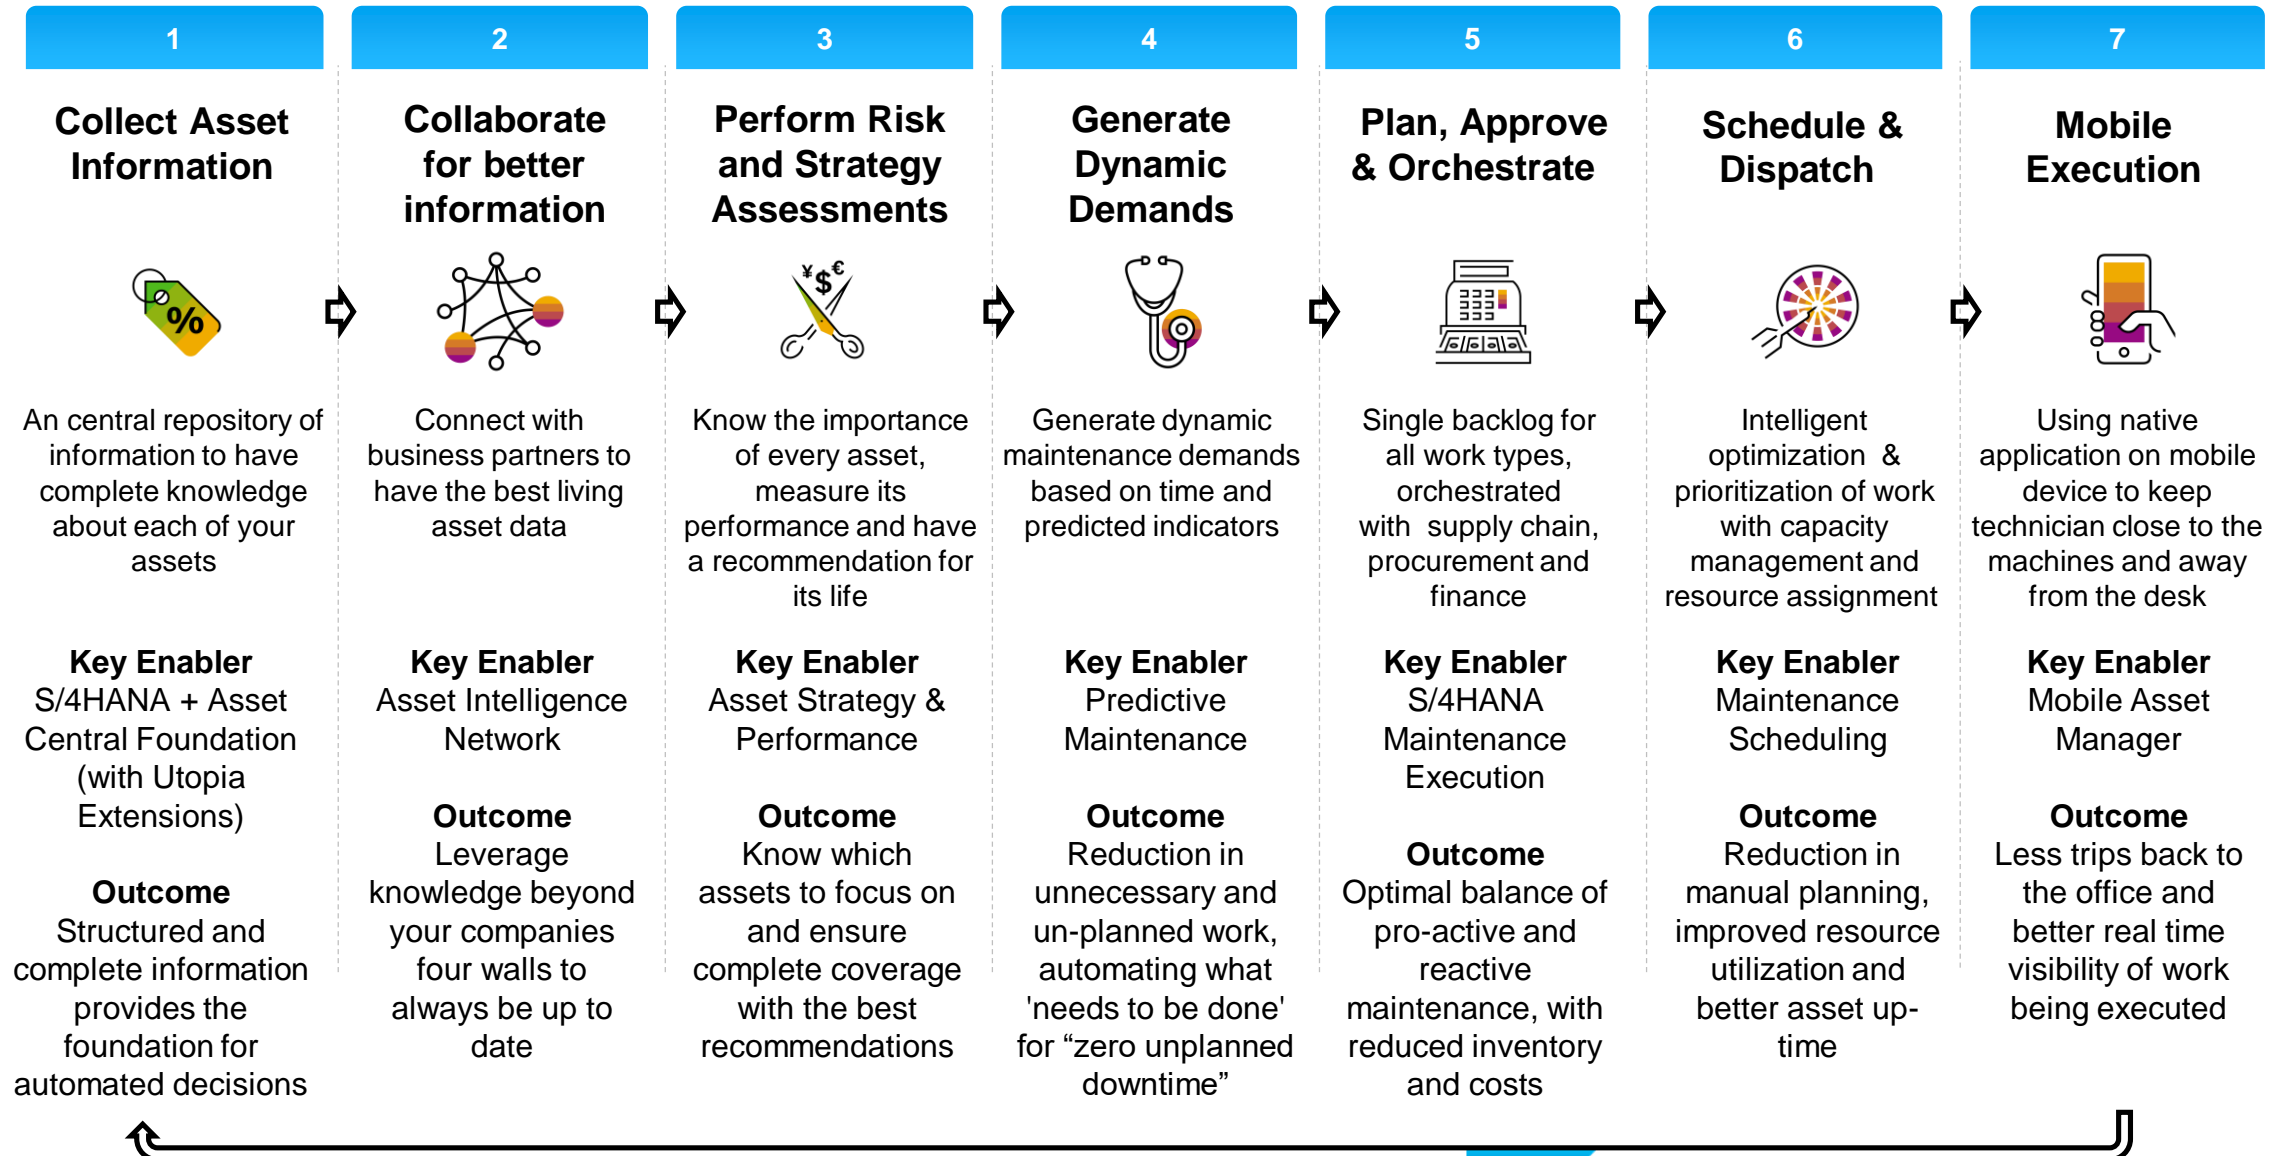 1
Collect Asset
Information
%
An central repository of
information to have
complete knowledge
about each of your
assets
Key Enabler
S/4HANA + Asset
Central Foundation
(with Utopia
Extensions)
Outcome
Structured and
complete information
provides the
foundation for
automated decisions
2
Collaborate
for better
information
Connect with
business partners to
have the best living
asset data
Key Enabler
Asset Intelligence
Network
Outcome
Leverage
knowledge beyond
your companies
four walls to
always be up to
date
3
Perform Risk
and Strategy
Assessments
¥$€
Know the importance
of every asset,
measure its
performance and have
a recommendation for
its life
Key Enabler
Asset Strategy &
Performance
Outcome
Know which
assets to focus on
and ensure
complete coverage
with the best
recommendations
4
Generate
Dynamic
Demands
Generate dynamic
maintenance demands
based on time and
predicted indicators
Key Enabler
Predictive
Maintenance
Outcome
Reduction in
unnecessary and
un-planned work,
automating what
'needs to be done'
for “zero unplanned
downtime”
5
Plan, Approve
& Orchestrate
Single backlog for
all work types,
orchestrated
with supply chain,
procurement and
finance
Key Enabler
S/4HANA
Maintenance
Execution
Outcome
Optimal balance of
pro-active and
reactive
maintenance, with
reduced inventory
and costs
6
Schedule &
Dispatch
Intelligent
optimization &
prioritization of work
with capacity
management and
resource assignment
Key Enabler
Maintenance
Scheduling
Outcome
Reduction in
manual planning,
improved resource
utilization and
better asset up-
time
7
Mobile
Execution
Using native
application on mobile
device to keep
technician close to the
machines and away
from the desk
Key Enabler
Mobile Asset
Manager
Outcome
Less trips back to
the office and
better real time
visibility of work
being executed